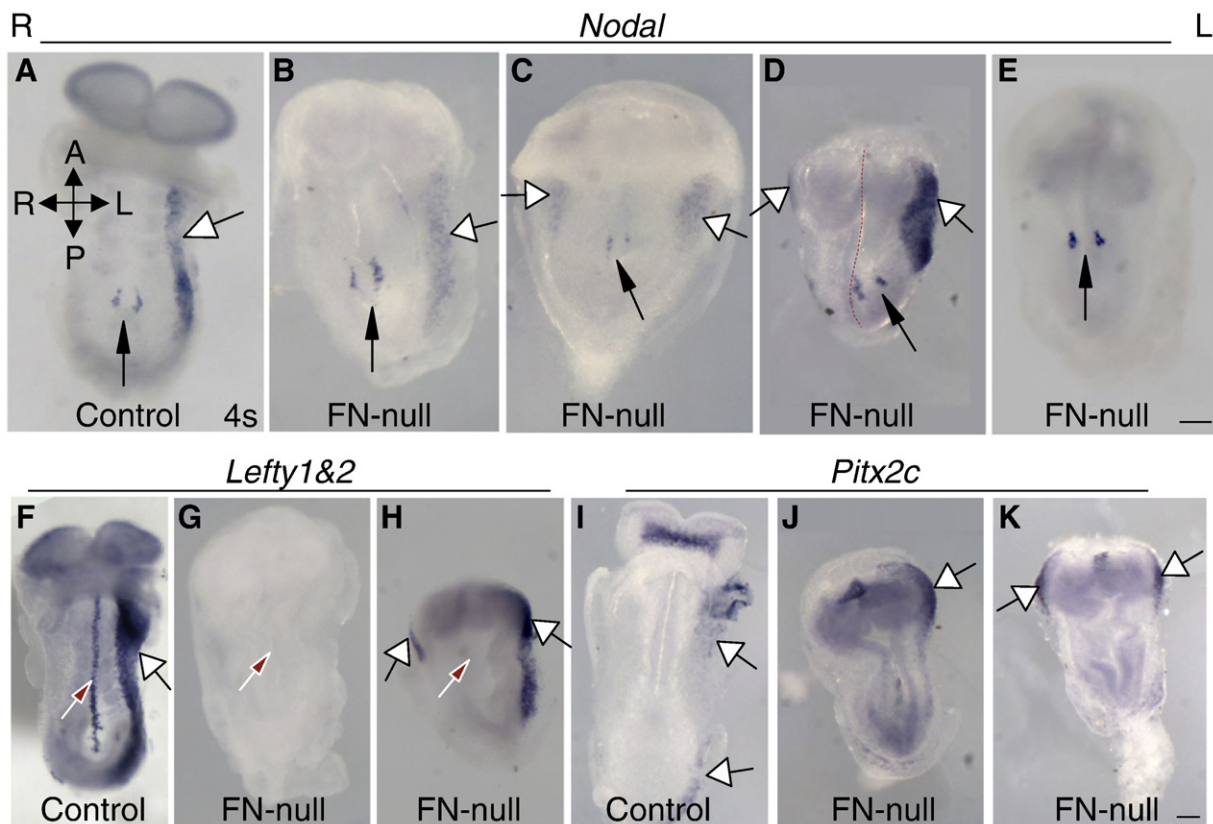 R Nodal L
A B C D E
A
R L
P
Control 4s FN-null FN-null FN-null FN-null
Lefty1&2 Pitx2c
F G H I J K
Control FN-null FN-null Control FN-null FN-null